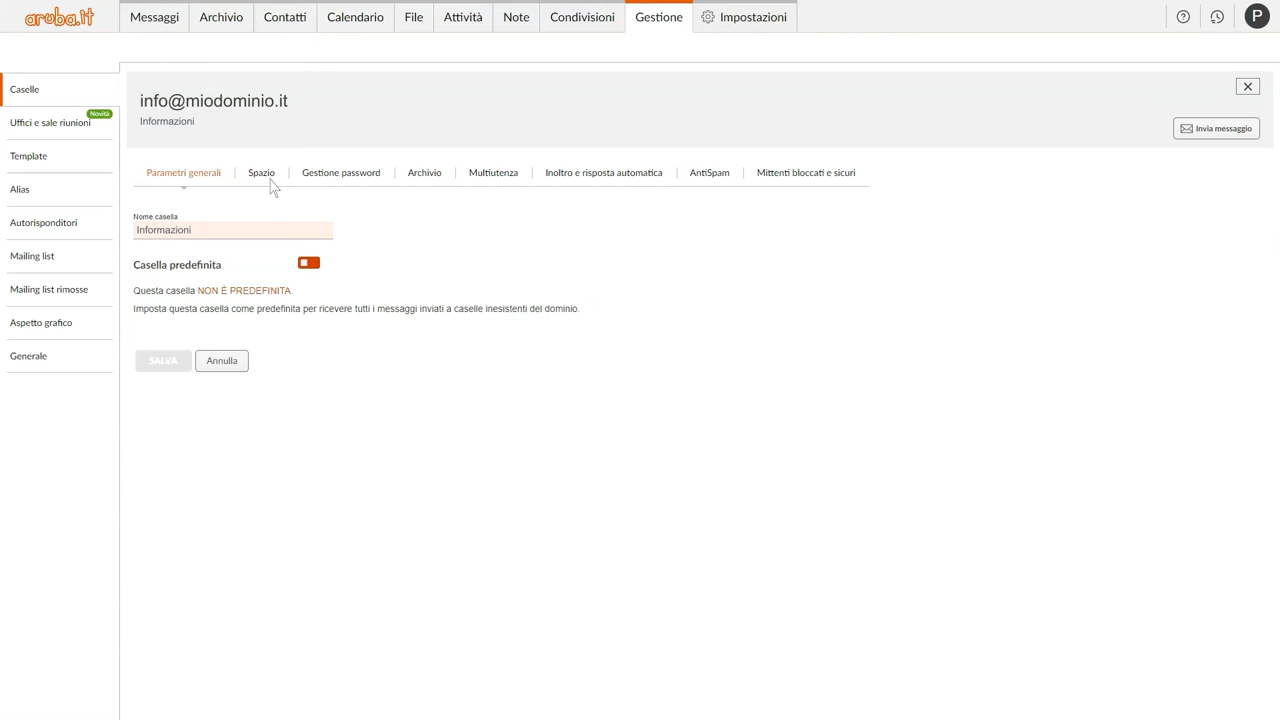 aruba.it
Messaggi Archivio Contatti Calendario File Attività Note Condivisioni Gestione Impostazioni P
Caselle
Uffici e sale riunioni Novità
Template
Alias
Autorisponditori
Mailing list
Mailing list rimosse
Aspetto grafico
Generale
info@miodominio.it
Informazioni
Invia messaggio
Parametri generali Spazio Gestione password Archivio Multiutenza Inoltro e risposta automatica AntiSpam Mittenti bloccati e sicuri
Nome casella
Informazioni
Casella predefinita
Questa casella NON È PREDEFINITA.
Imposta questa casella come predefinita per ricevere tutti i messaggi inviati a caselle inesistenti del dominio.
SALVA Annulla